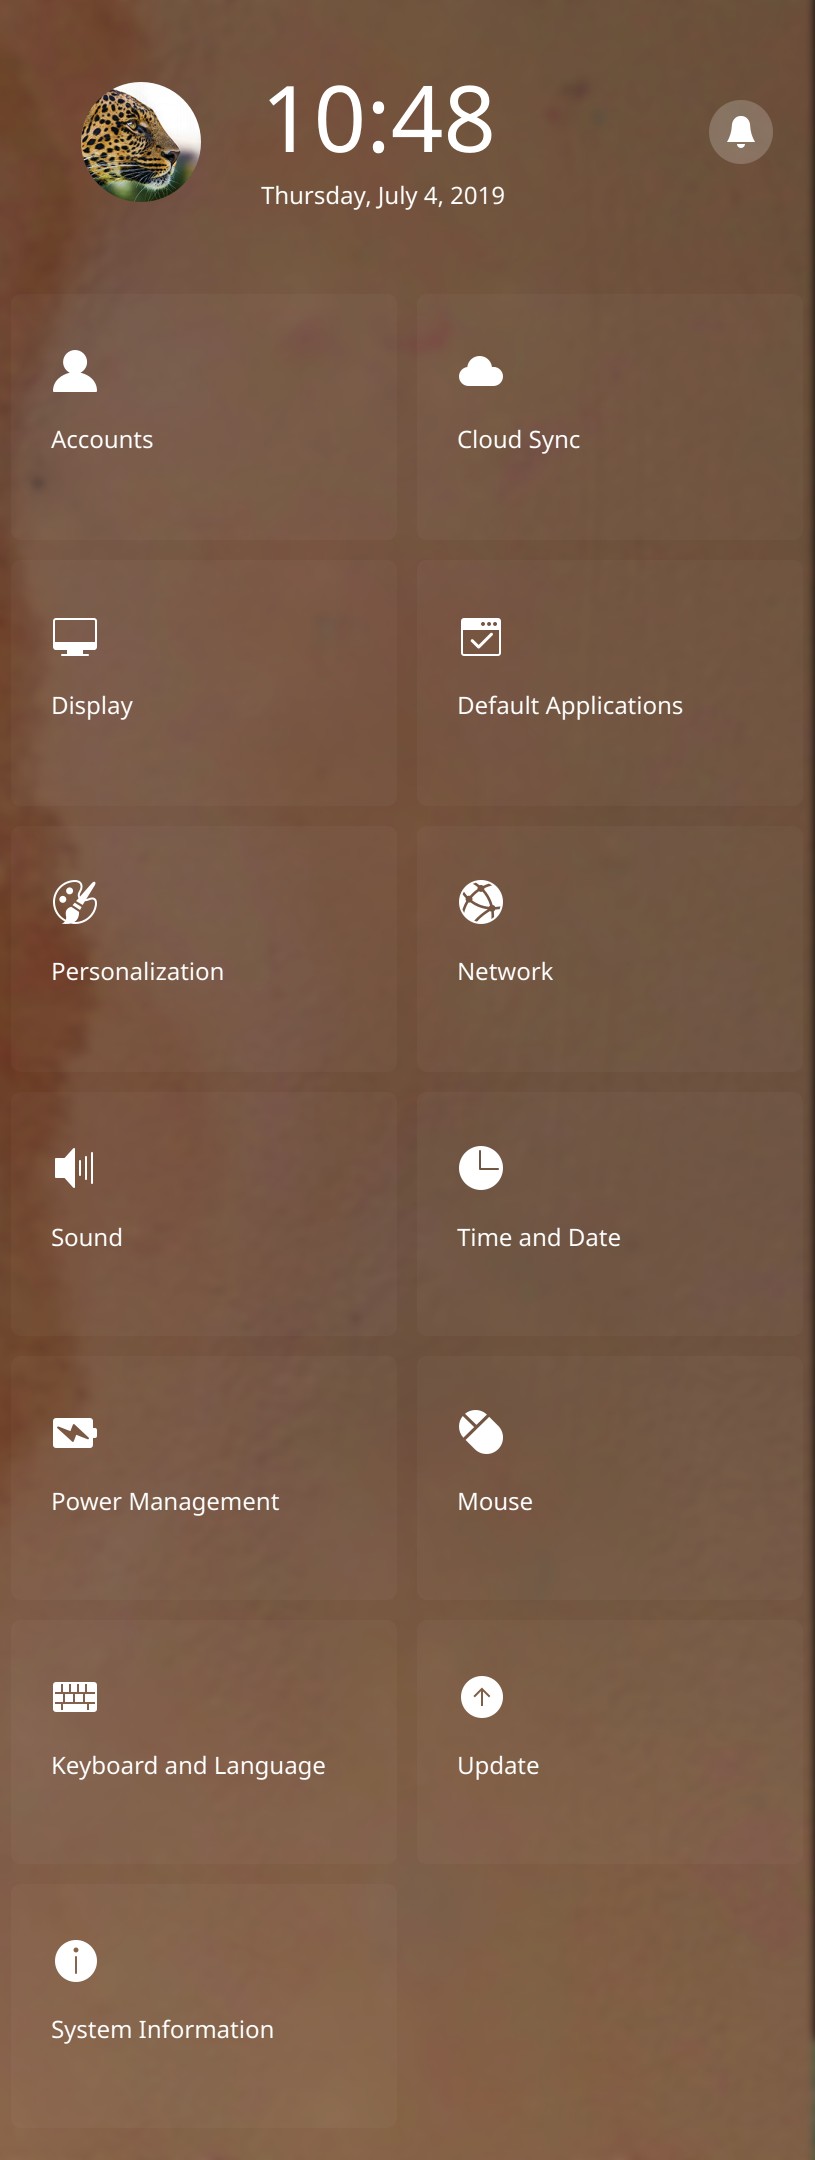 10:48
Thursday, July 4, 2019
Accounts
Cloud Sync
Display
Default Applications
Personalization
Network
Sound
Time and Date
Power Management
Mouse
Keyboard and Language
Update
System Information